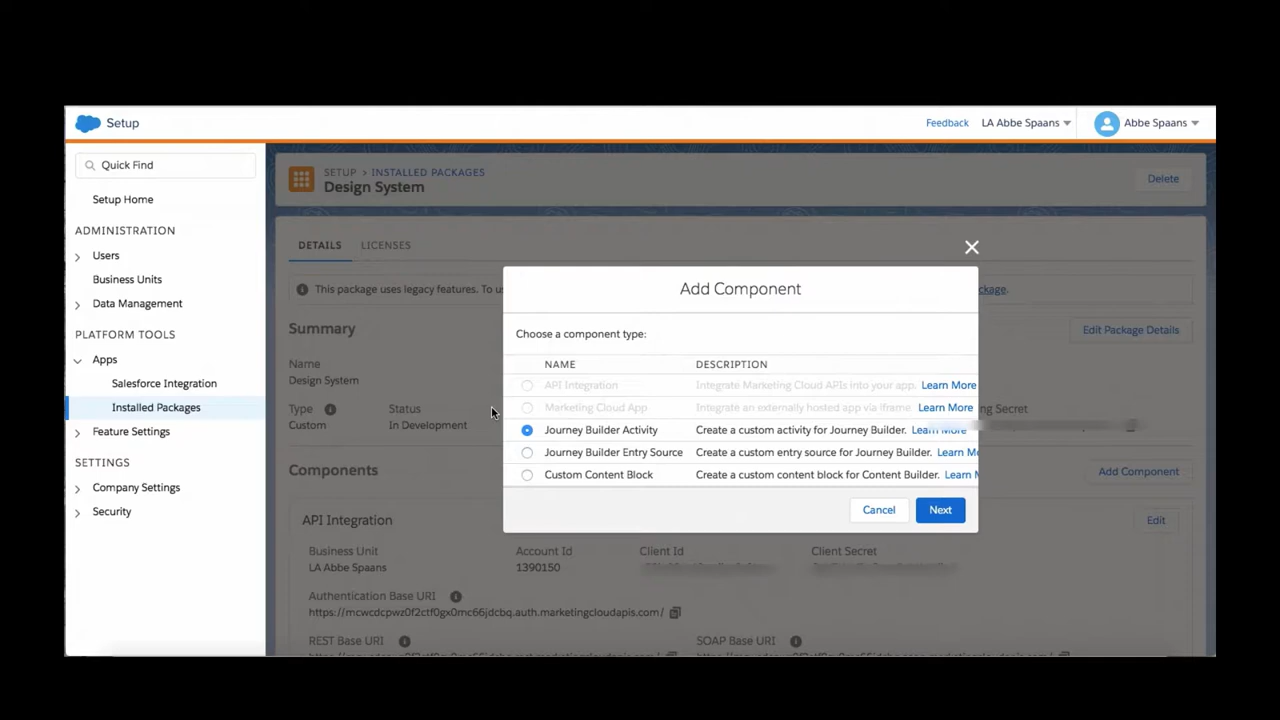 Setup
Feedback
LA Abbe Spaans
Abbe Spaans
Quick Find
Setup Home
ADMINISTRATION
Users
Business Units
Data Management
PLATFORM TOOLS
Apps
Salesforce Integration
Installed Packages
Feature Settings
SETTINGS
Company Settings
Security
SETUP > INSTALLED PACKAGES
Design System
Delete
DETAILS LICENSES
This package uses legacy features. To
Summary
Edit Package Details
Name
Design System
Type Status
Custom In Development
Secret
Components
Add Component
API Integration
Edit
Business Unit Account Id Client Id Client Secret
LA Abbe Spaans 1390150
Authentication Base URI
https://mcwcdcpwz0f2ctf0gx0mc66jdcbq.auth.marketingcloudapis.com/
REST Base URI SOAP Base URI
Add Component
Choose a component type:
NAME DESCRIPTION
API Integration Integrate Marketing Cloud APIs into your app. Learn More
Marketing Cloud App Integrate an externally hosted app via iframe. Learn More
Journey Builder Activity Create a custom activity for Journey Builder. Learn More
Journey Builder Entry Source Create a custom entry source for Journey Builder. Learn
Custom Content Block Create a custom content block for Content Builder. Learn
Cancel Next